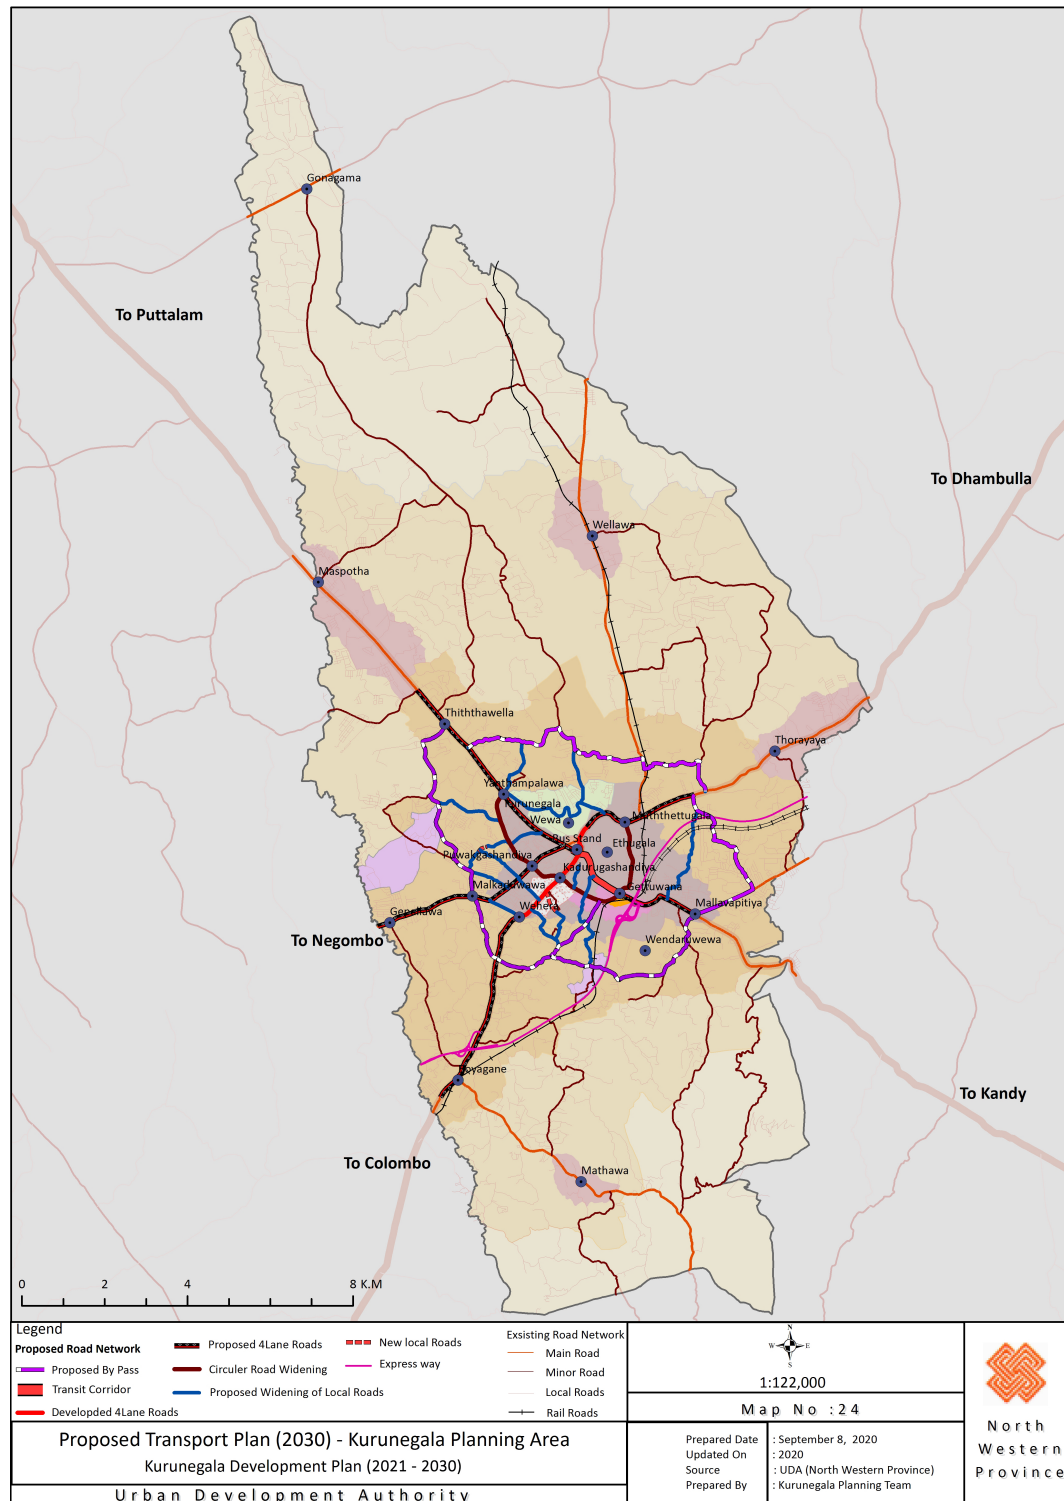 Gonagama
To Puttalam
To Dhambulla
Wellawa
Maspotha
Thiththawella
Thorayaya
Yanthampalawa
Kurunegala
Wewa
Muththettugala
Bus Stand
Ethugala
Puwakgashandiya
Kadurugashandiya
Malkaduwawa
Gettuwana
Wehera
Mallavapitiya
Gepallawa
To Negombo
Wendaruwewa
Boyagane
To Kandy
To Colombo
Mathawa
0 2 4 8 K.M
Legend
Proposed Road Network
Proposed By Pass
Transit Corridor
Developded 4Lane Roads
Proposed 4Lane Roads
Circuler Road Widening
Proposed Widening of Local Roads
New local Roads
Express way
Exsisting Road Network
Main Road
Minor Road
Local Roads
Rail Roads
N
W E
S
1:122,000
Map No :24
Proposed Transport Plan (2030) - Kurunegala Planning Area
Kurunegala Development Plan (2021 - 2030)
Urban Development Authority
Prepared Date : September 8, 2020
Updated On : 2020
Source : UDA (North Western Province)
Prepared By : Kurunegala Planning Team
North
Western
Province